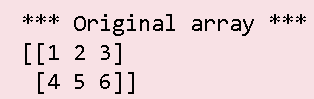 *** Original array ***
[[1 2 3]
 [4 5 6]]